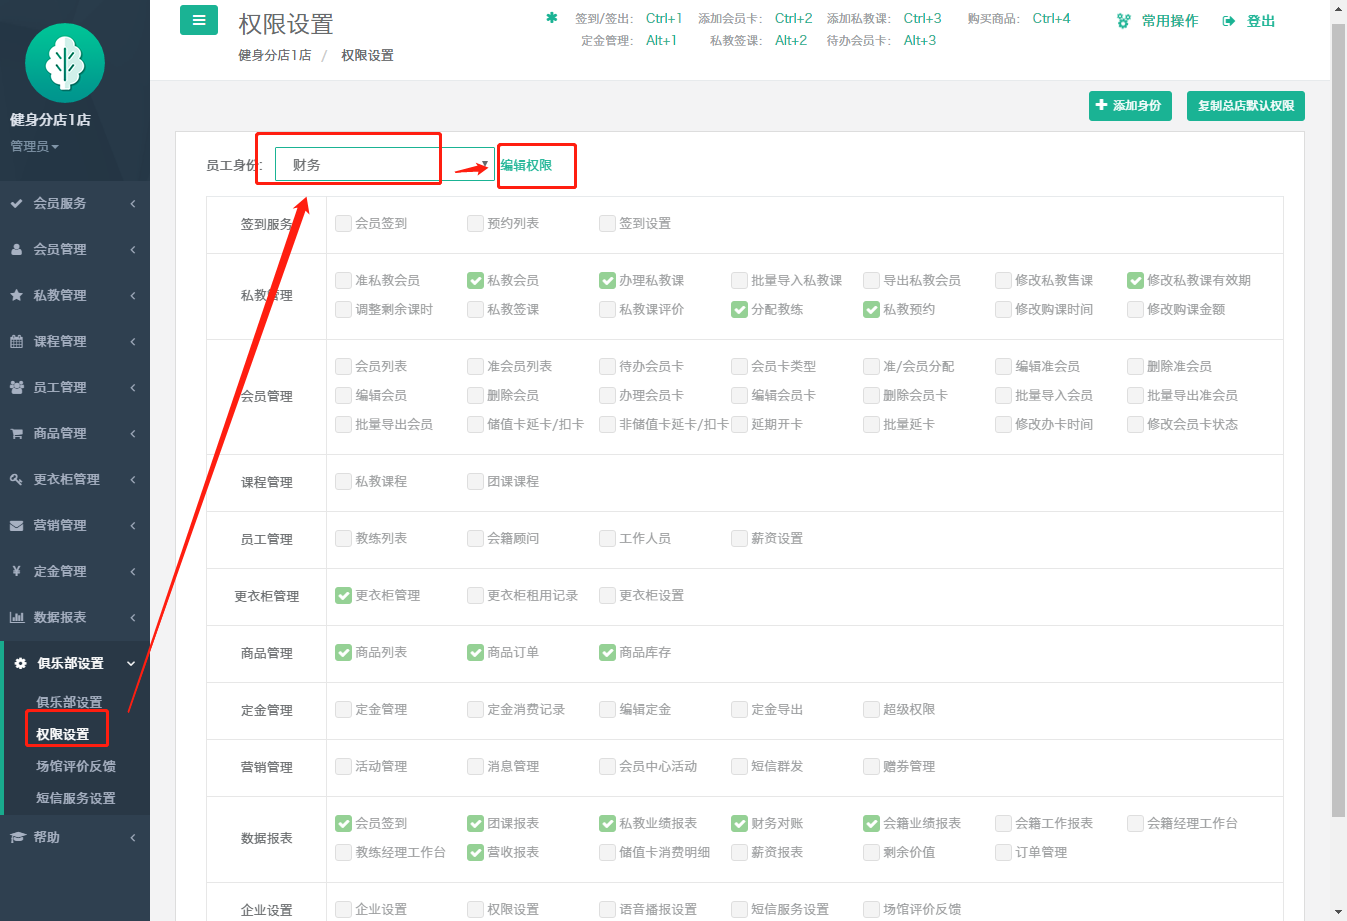 权限设置
健身分店1店 / 权限设置
签到/签出: Ctrl+1 添加会员卡: Ctrl+2 添加私教课: Ctrl+3 购买商品: Ctrl+4
定金管理: Alt+1 私教签课: Alt+2 待办会员卡: Alt+3
常用操作 登出
健身分店1店
管理员
会员服务
会员管理
私教管理
课程管理
员工管理
商品管理
更衣柜管理
营销管理
¥ 定金管理
数据报表
俱乐部设置
俱乐部设置
权限设置
场馆评价反馈
短信服务设置
帮助
添加身份 复制总店默认权限
员工身份: 财务 编辑权限
签到服务 会员签到 预约列表 签到设置
私教管理
准私教会员 私教会员 办理私教课 批量导入私教课 导出私教会员 修改私教售课 修改私教课有效期
调整剩余课时 私教签课 私教课评价 分配教练 私教预约 修改购课时间 修改购课金额
会员管理
会员列表 准会员列表 待办会员卡 会员卡类型 准/会员分配 编辑准会员 删除准会员
编辑会员 删除会员 办理会员卡 编辑会员卡 删除会员卡 批量导入会员 批量导出准会员
批量导出会员 储值卡延卡/扣卡 非储值卡延卡/扣卡 延期开卡 批量延卡 修改办卡时间 修改会员卡状态
课程管理 私教课程 团课课程
员工管理 教练列表 会籍顾问 工作人员 薪资设置
更衣柜管理 更衣柜管理 更衣柜租用记录 更衣柜设置
商品管理 商品列表 商品订单 商品库存
定金管理 定金管理 定金消费记录 编辑定金 定金导出 超级权限
营销管理 活动管理 消息管理 会员中心活动 短信群发 赠券管理
数据报表
会员签到 团课报表 私教业绩报表 财务对账 会籍业绩报表 会籍工作报表 会籍经理工作台
教练经理工作台 营收报表 储值卡消费明细 薪资报表 剩余价值 订单管理
企业设置 企业设置 权限设置 语音播报设置 短信服务设置 场馆评价反馈